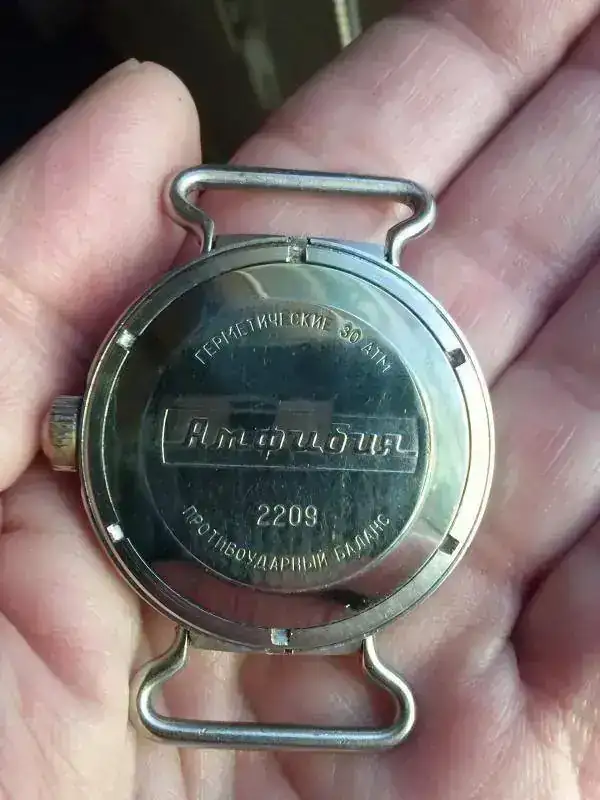 ГЕРМЕТИЧЕСКИЕ 30 АТМ
Амфибия
2209
ПРОТИВОУДАРНЫЙ БАЛАНС